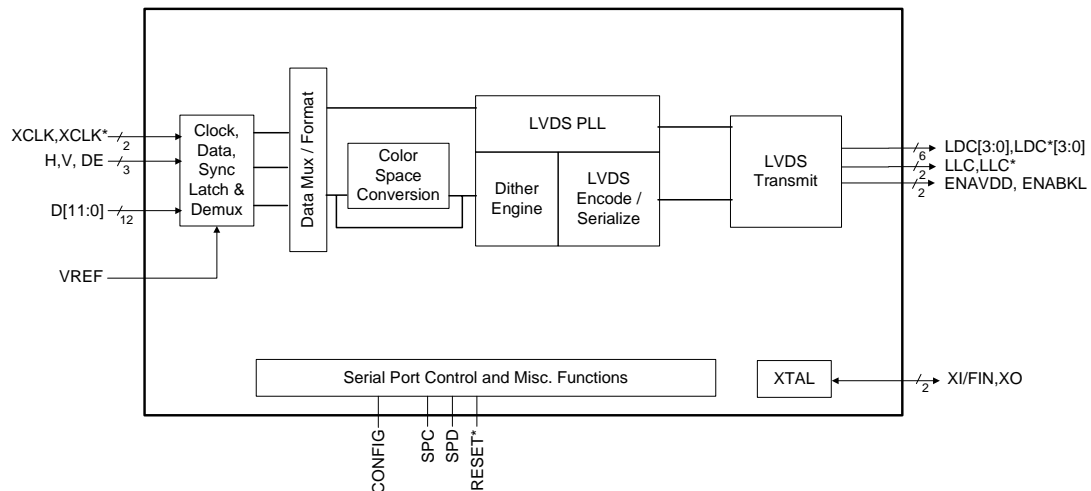 XCLK,XCLK*
2
H,V, DE
3
D[11:0]
12
VREF
Clock,
Data,
Sync
Latch &
Demux
Data Mux / Format
Color
Space
Conversion
LVDS PLL
Dither
Engine
LVDS
Encode /
Serialize
LVDS
Transmit
LDC[3:0],LDC*[3:0]
6
LLC,LLC*
2
ENAVDD, ENABKL
2
Serial Port Control and Misc. Functions
XTAL
XI/FIN,XO
2
CONFIG
SPC
SPD
RESET*